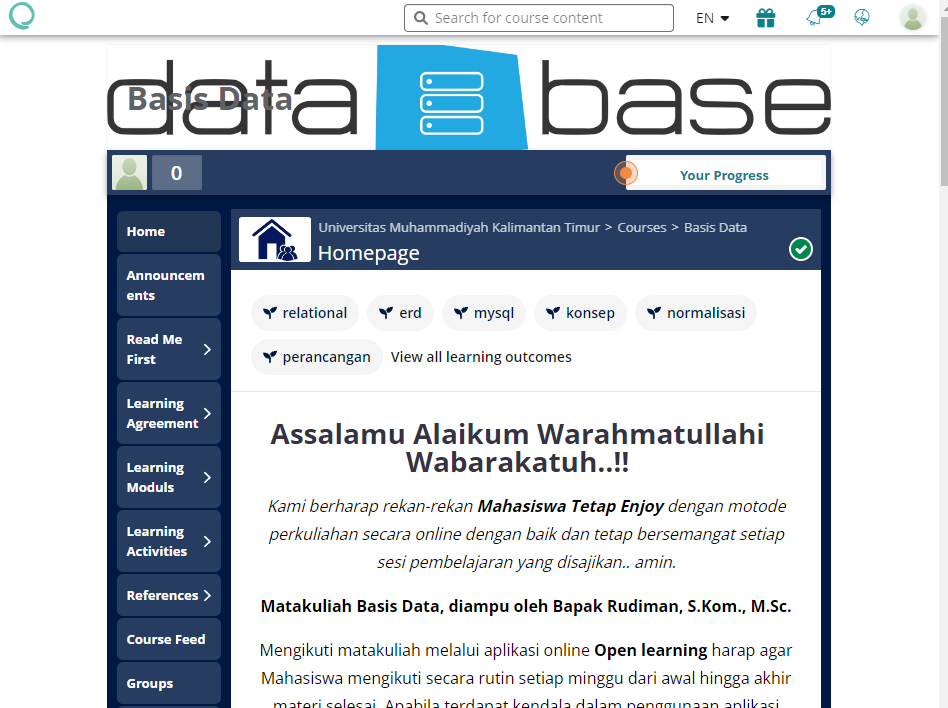 Search for course content
EN
5+
data base
Basis Data
0
Your Progress
Home
Announcem
ents
Read Me
First
Learning
Agreement
Learning
Moduls
Learning
Activities
References
Course Feed
Groups
Universitas Muhammadiyah Kalimantan Timur > Courses > Basis Data
Homepage
relational erd mysql konsep normalisasi
perancangan View all learning outcomes
Assalamu Alaikum Warahmatullahi
Wabarakatuh..!!
Kami berharap rekan-rekan Mahasiswa Tetap Enjoy dengan motode
perkuliahan secara online dengan baik dan tetap bersemangat setiap
sesi pembelajaran yang disajikan.. amin.
Matakuliah Basis Data, diampu oleh Bapak Rudiman, S.Kom., M.Sc.
Mengikuti matakuliah melalui aplikasi online Open learning harap agar
Mahasiswa mengikuti secara rutin setiap minggu dari awal hingga akhir
materi selesai. Apabila terdapat kendala dalam penggunaan aplikasi